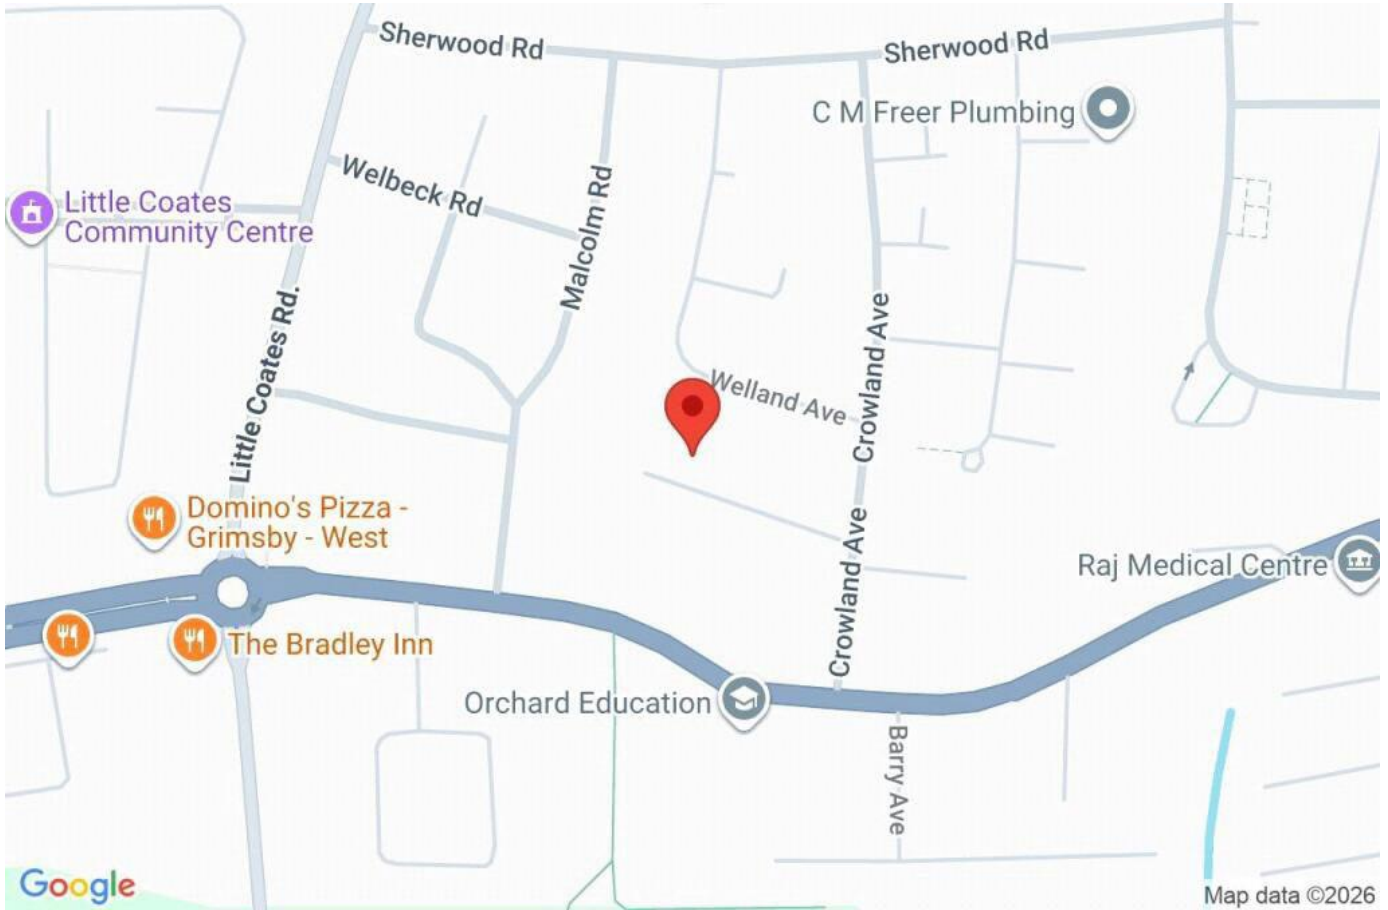 Sherwood Rd
Sherwood Rd
C M Freer Plumbing
Welbeck Rd
Malcolm Rd
Little Coates
Community Centre
Little Coates Rd.
Crowland Ave
Welland Ave
Domino's Pizza -
Grimsby - West
Crowland Ave
Raj Medical Centre
The Bradley Inn
Orchard Education
Barry Ave
Google
Map data ©2026